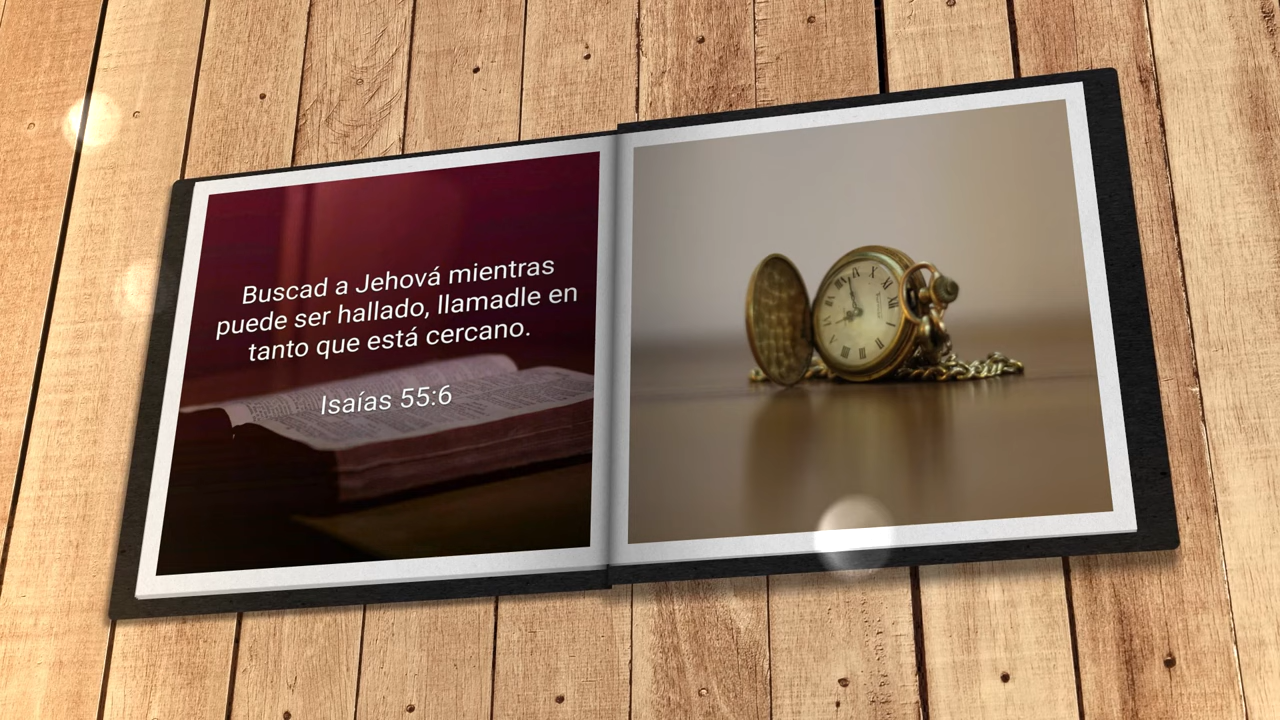 Buscad a Jehová mientras
puede ser hallado, llamadle en
tanto que está cercano.
Isaías 55:6